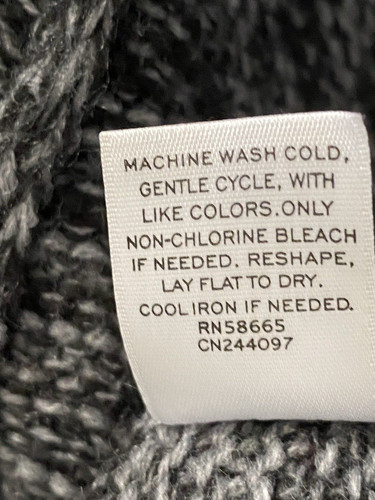 MACHINE WASH COLD,
GENTLE CYCLE, WITH
LIKE COLORS.ONLY
NON-CHLORINE BLEACH
IF NEEDED. RESHAPE,
LAY FLAT TO DRY.
COOL IRON IF NEEDED.
RN58665
CN244097